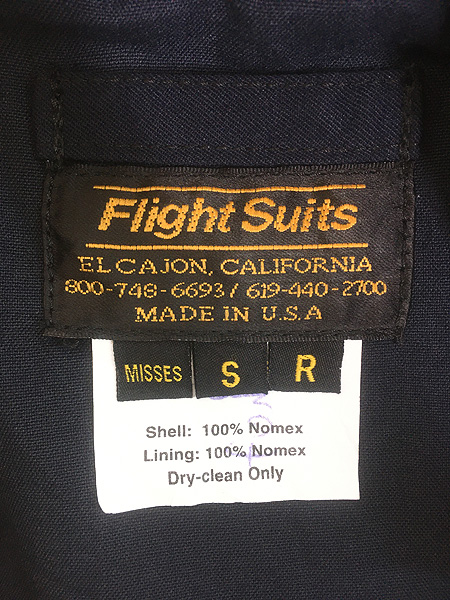 Flight Suits
EL CAJON, CALIFORNIA
800-748-6693 / 619-440-2700
MADE IN U.S.A
MISSES S R
Shell: 100% Nomex
Lining: 100% Nomex
Dry-clean Only